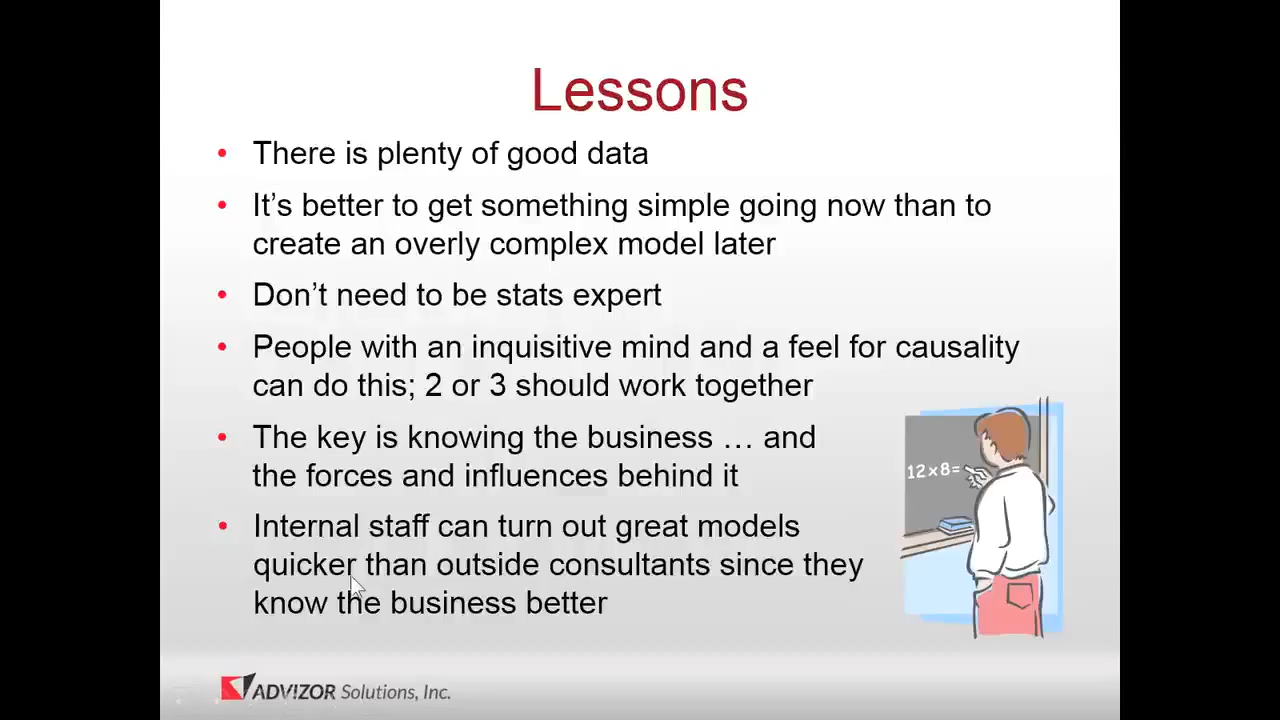 Lessons
• There is plenty of good data
• It’s better to get something simple going now than to
create an overly complex model later
• Don’t need to be stats expert
• People with an inquisitive mind and a feel for causality
can do this; 2 or 3 should work together
• The key is knowing the business … and
the forces and influences behind it
12×8=
• Internal staff can turn out great models
quicker than outside consultants since they
know the business better
ADVIZOR Solutions, Inc.